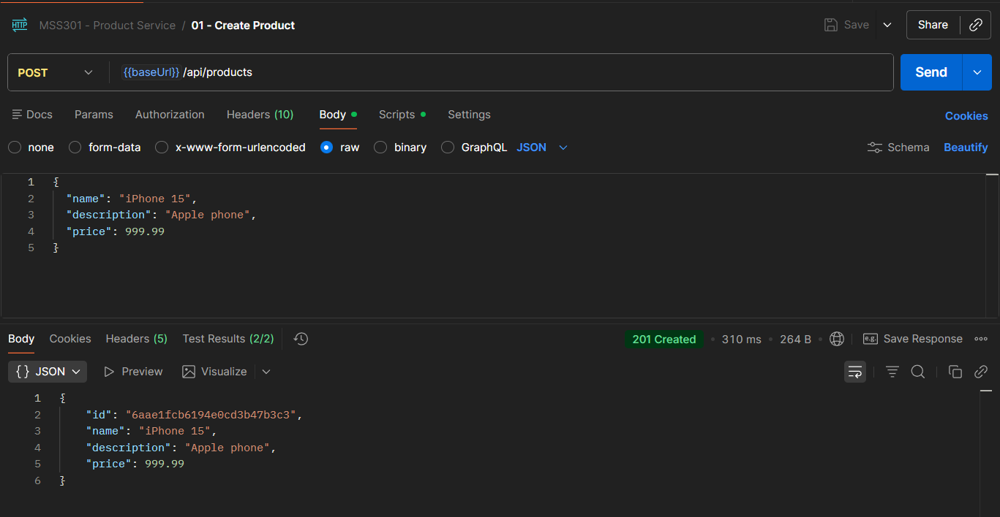 HTTP MSS301 - Product Service / 01 - Create Product Save Share
POST {{baseUrl}} /api/products Send
Docs Params Authorization Headers (10) Body Scripts Settings Cookies
none form-data x-www-form-urlencoded raw binary GraphQL JSON Schema Beautify
1 {
2 "name": "iPhone 15",
3 "description": "Apple phone",
4 "price": 999.99
5 }
Body Cookies Headers (5) Test Results (2/2) 201 Created 310 ms 264 B e.g. Save Response
{} JSON Preview Visualize
1 {
2 "id": "6aae1fcb6194e0cd3b47b3c3",
3 "name": "iPhone 15",
4 "description": "Apple phone",
5 "price": 999.99
6 }